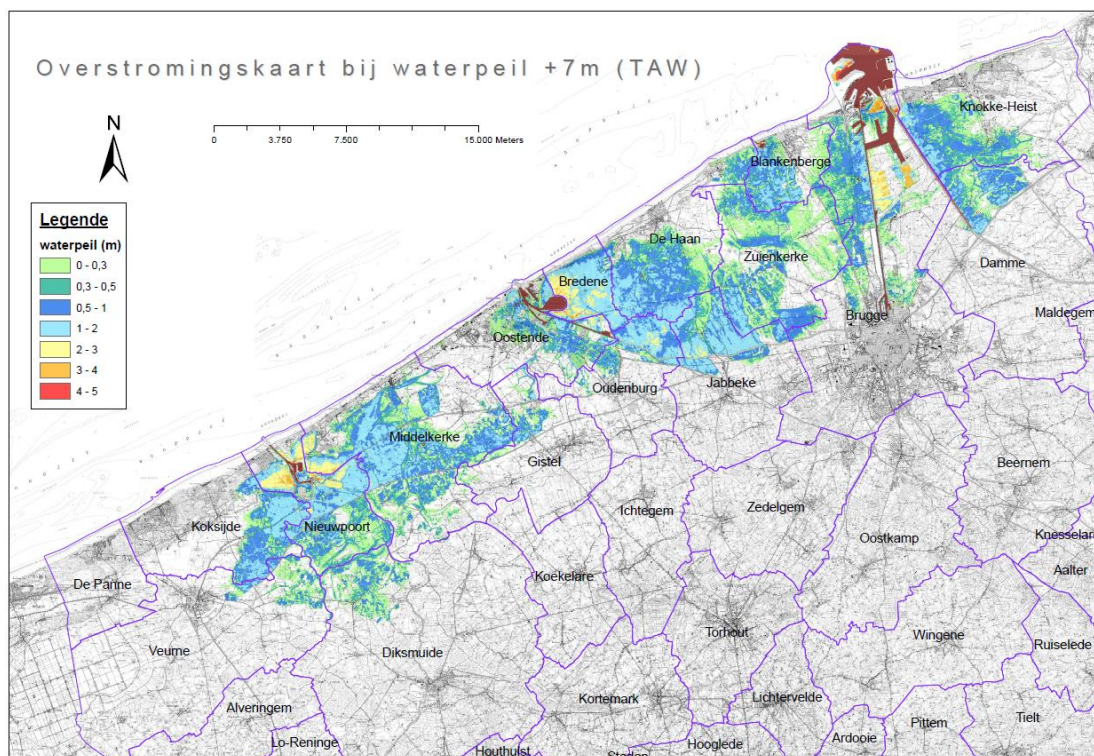 Overstromingskaart bij waterpeil +7m (TAW)
N
0 3.750 7.500 15.000 Meters
Legende
waterpeil (m)
0 - 0,3
0,3 - 0,5
0,5 - 1
1 - 2
2 - 3
3 - 4
4 - 5
Knokke-Heist
Blankenberge
De Haan
Zuienkerke
Damme
Bredene
Maldegem
Brugge
Oostende
Oudenburg
Jabbeke
Middelkerke
Gistel
Beernem
Ichtegem
Zedelgem
Koksijde
Nieuwpoort
Oostkamp
Knesselare
Koekelare
Aalter
De Panne
Torhout
Wingene
Veurne
Diksmuide
Ruiselede
Kortemark
Lichtervelde
Alveringem
Pittem
Tielt
Lo-Reninge
Houthulst
Staden
Hooglede
Ardooie